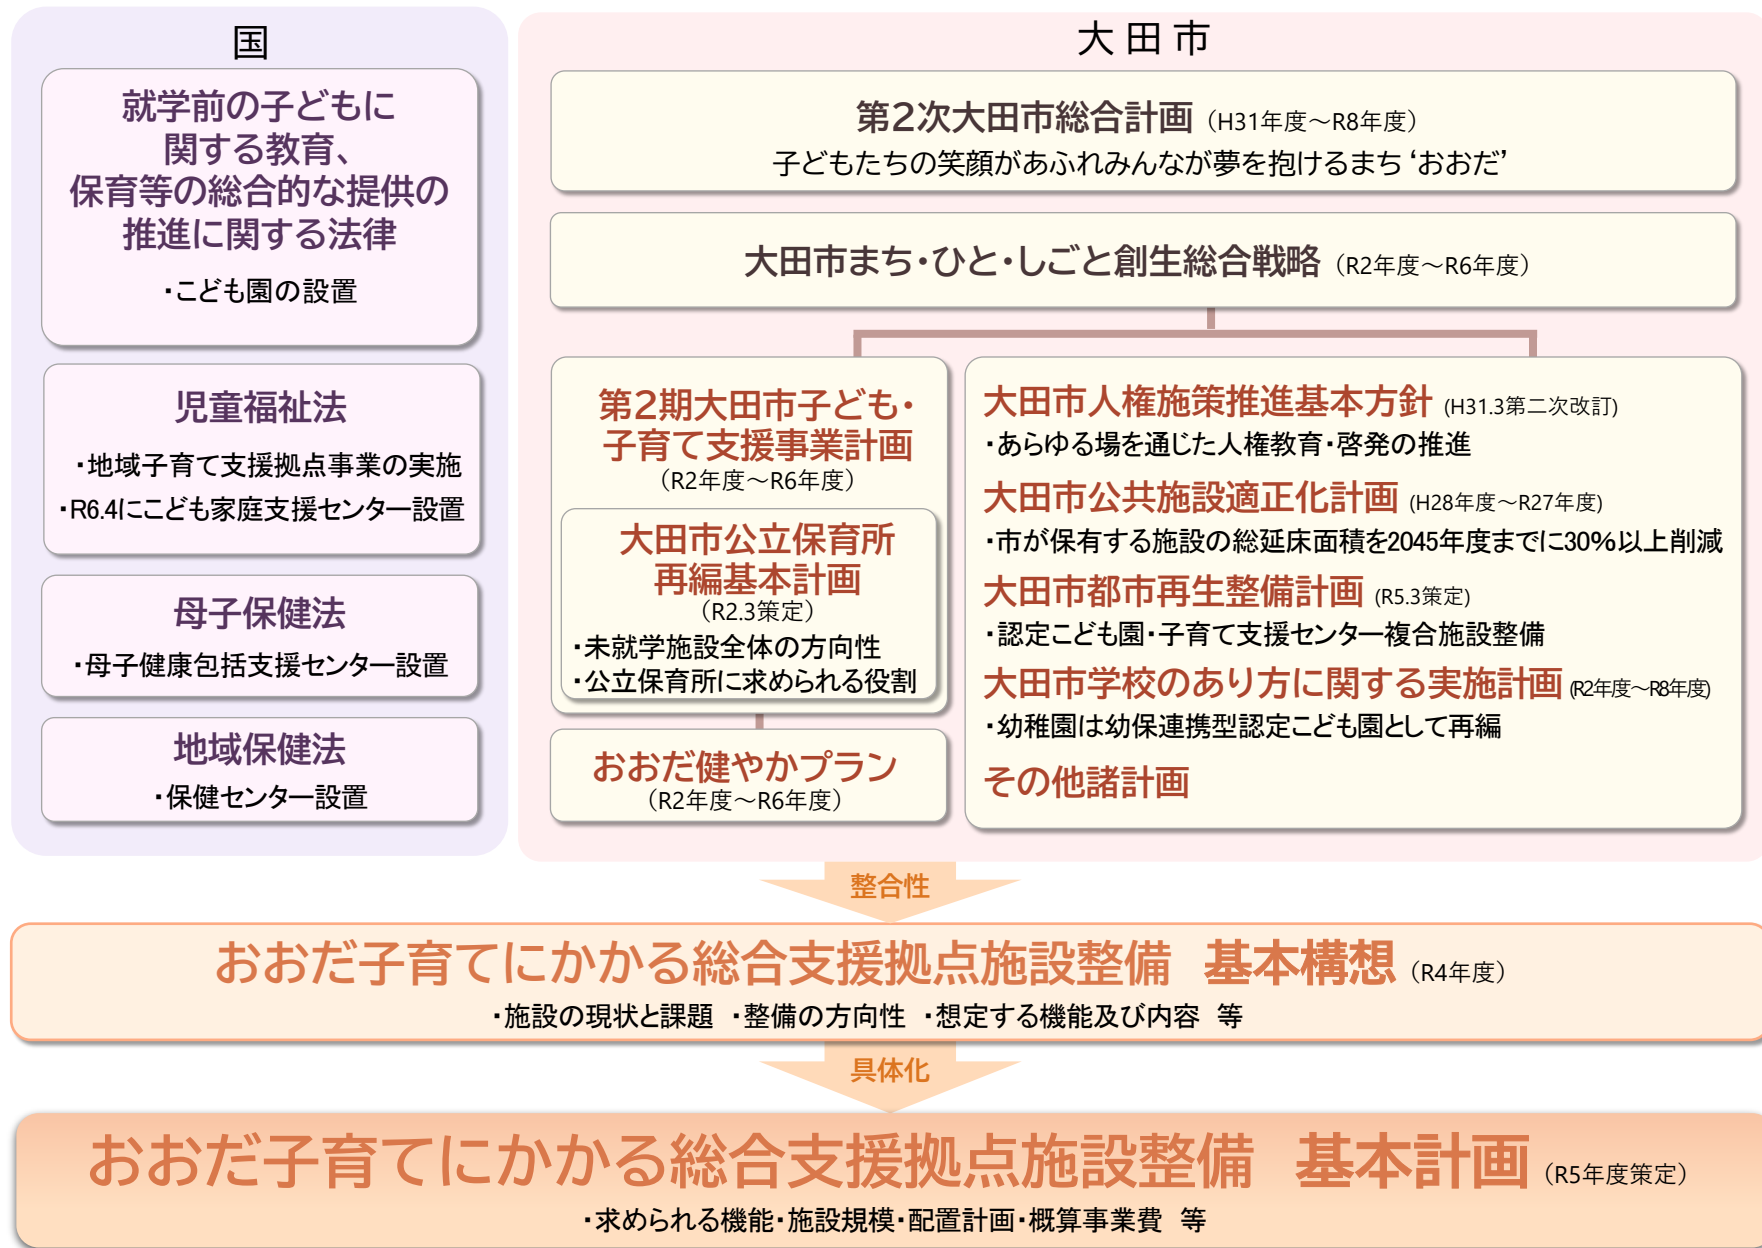 国
就学前の子どもに
関する教育、
保育等の総合的な提供の
推進に関する法律
・こども園の設置
児童福祉法
・地域子育て支援拠点事業の実施
・R6.4にこども家庭支援センター設置
母子保健法
・母子健康包括支援センター設置
地域保健法
・保健センター設置
大田市
第2次大田市総合計画（H31年度～R8年度）
子どもたちの笑顔があふれみんなが夢を抱けるまち ‘おおだ’
大田市まち・ひと・しごと創生総合戦略（R2年度～R6年度）
第2期大田市子ども・
子育て支援事業計画
（R2年度～R6年度）
大田市公立保育所
再編基本計画
（R2.3策定）
・未就学施設全体の方向性
・公立保育所に求められる役割
おおだ健やかプラン
（R2年度～R6年度）
大田市人権施策推進基本方針 (H31.3第二次改訂)
・あらゆる場を通じた人権教育・啓発の推進
大田市公共施設適正化計画 (H28年度～R27年度)
・市が保有する施設の総延床面積を2045年度までに30%以上削減
大田市都市再生整備計画 (R5.3策定)
・認定こども園・子育て支援センター複合施設整備
大田市学校のあり方に関する実施計画 (R2年度～R8年度)
・幼稚園は幼保連携型認定こども園として再編
その他諸計画
整合性
おおだ子育てにかかる総合支援拠点施設整備　基本構想（R4年度）
・施設の現状と課題 ・整備の方向性 ・想定する機能及び内容 等
具体化
おおだ子育てにかかる総合支援拠点施設整備　基本計画（R5年度策定）
・求められる機能・施設規模・配置計画・概算事業費 等